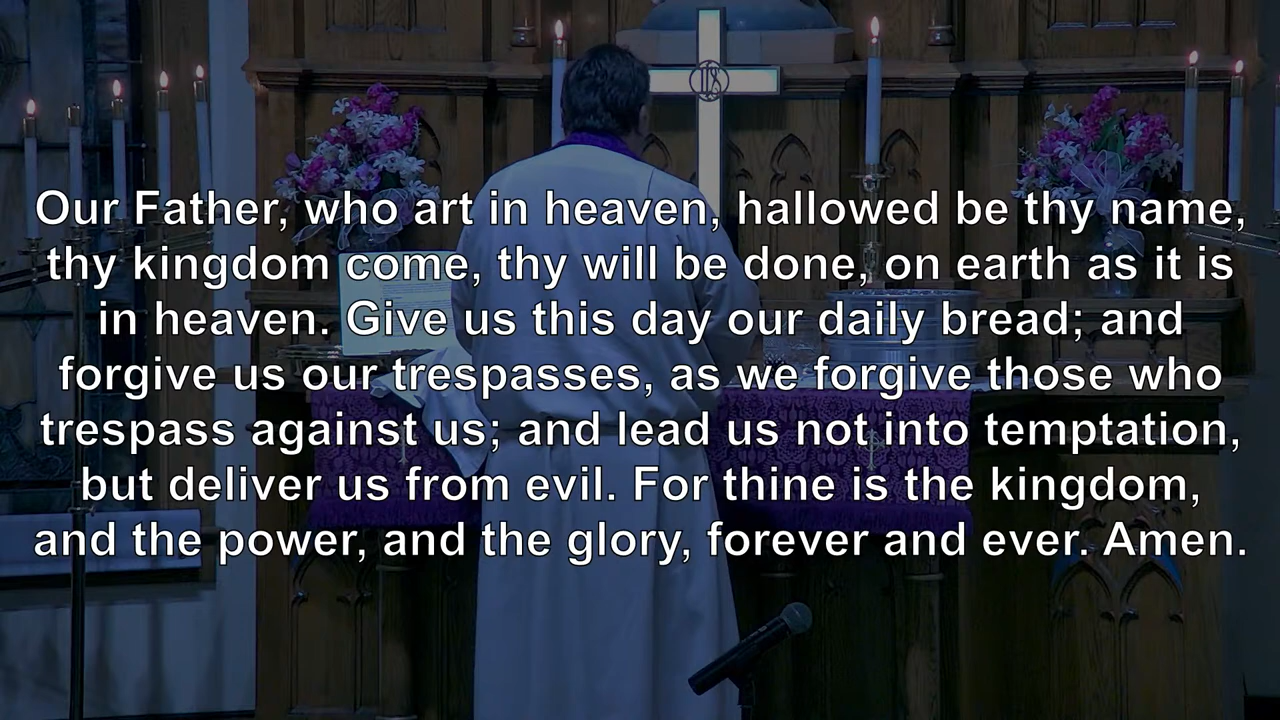 IHS
Our Father, who art in heaven, hallowed be thy name,
thy kingdom come, thy will be done, on earth as it is
in heaven. Give us this day our daily bread; and
forgive us our trespasses, as we forgive those who
trespass against us; and lead us not into temptation,
but deliver us from evil. For thine is the kingdom,
and the power, and the glory, forever and ever. Amen.